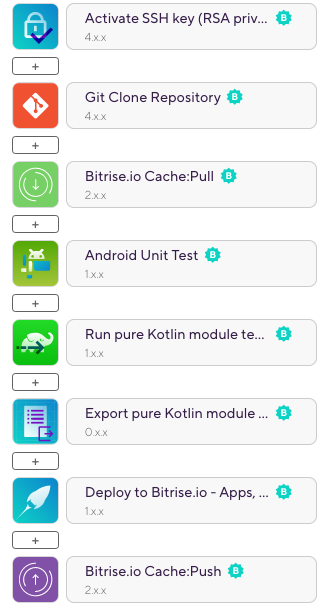 Activate SSH key (RSA priv...
4.x.x
+
Git Clone Repository
4.x.x
+
Bitrise.io Cache:Pull
2.x.x
+
Android Unit Test
1.x.x
+
Run pure Kotlin module te...
1.x.x
+
Export pure Kotlin module ...
0.x.x
+
Deploy to Bitrise.io - Apps, ...
1.x.x
+
Bitrise.io Cache:Push
2.x.x